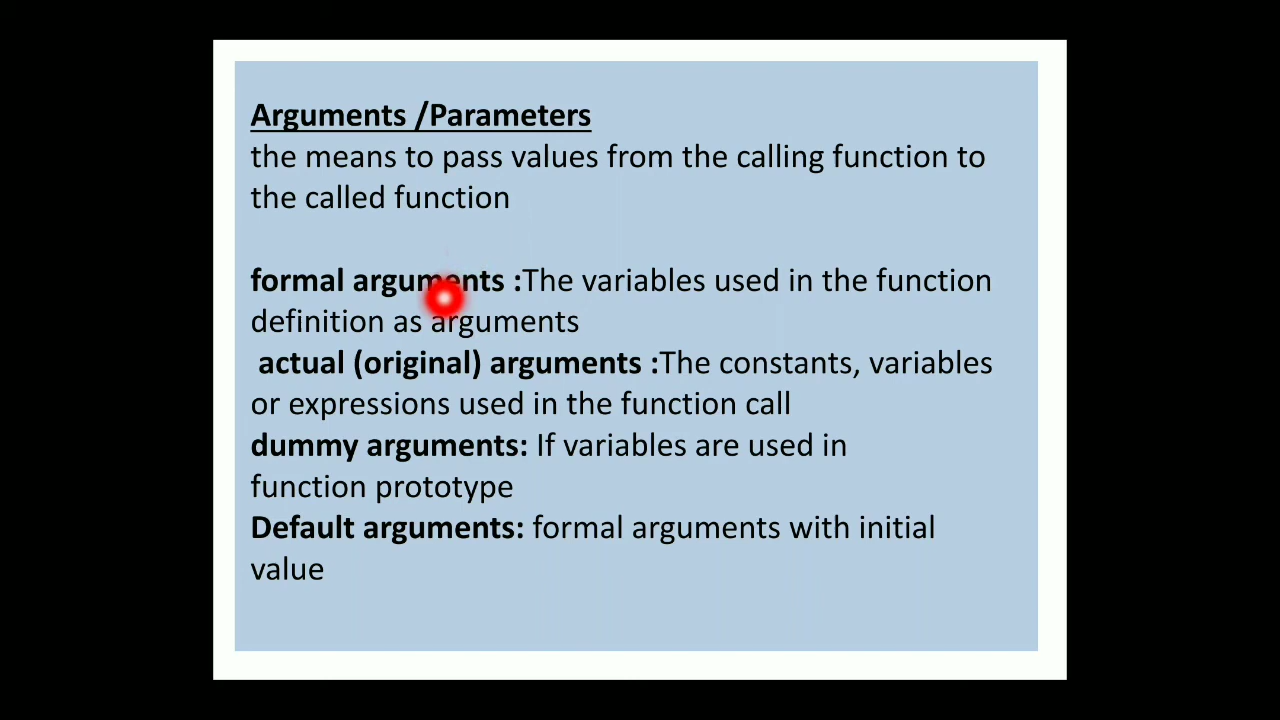 Arguments /Parameters
the means to pass values from the calling function to
the called function
formal arguments :The variables used in the function
definition as arguments
actual (original) arguments :The constants, variables
or expressions used in the function call
dummy arguments: If variables are used in
function prototype
Default arguments: formal arguments with initial
value